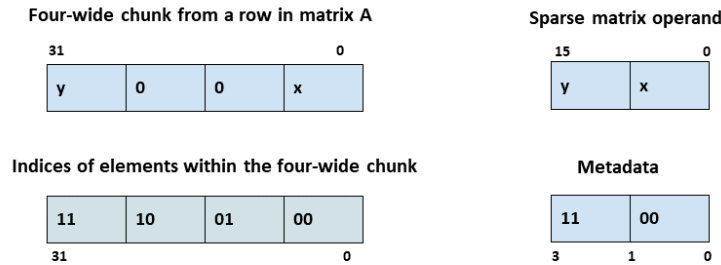 Four-wide chunk from a row in matrix A
31 0
y 0 0 x
Indices of elements within the four-wide chunk
11 10 01 00
31 0
Sparse matrix operand
15 0
y x
Metadata
11 00
3 1 0